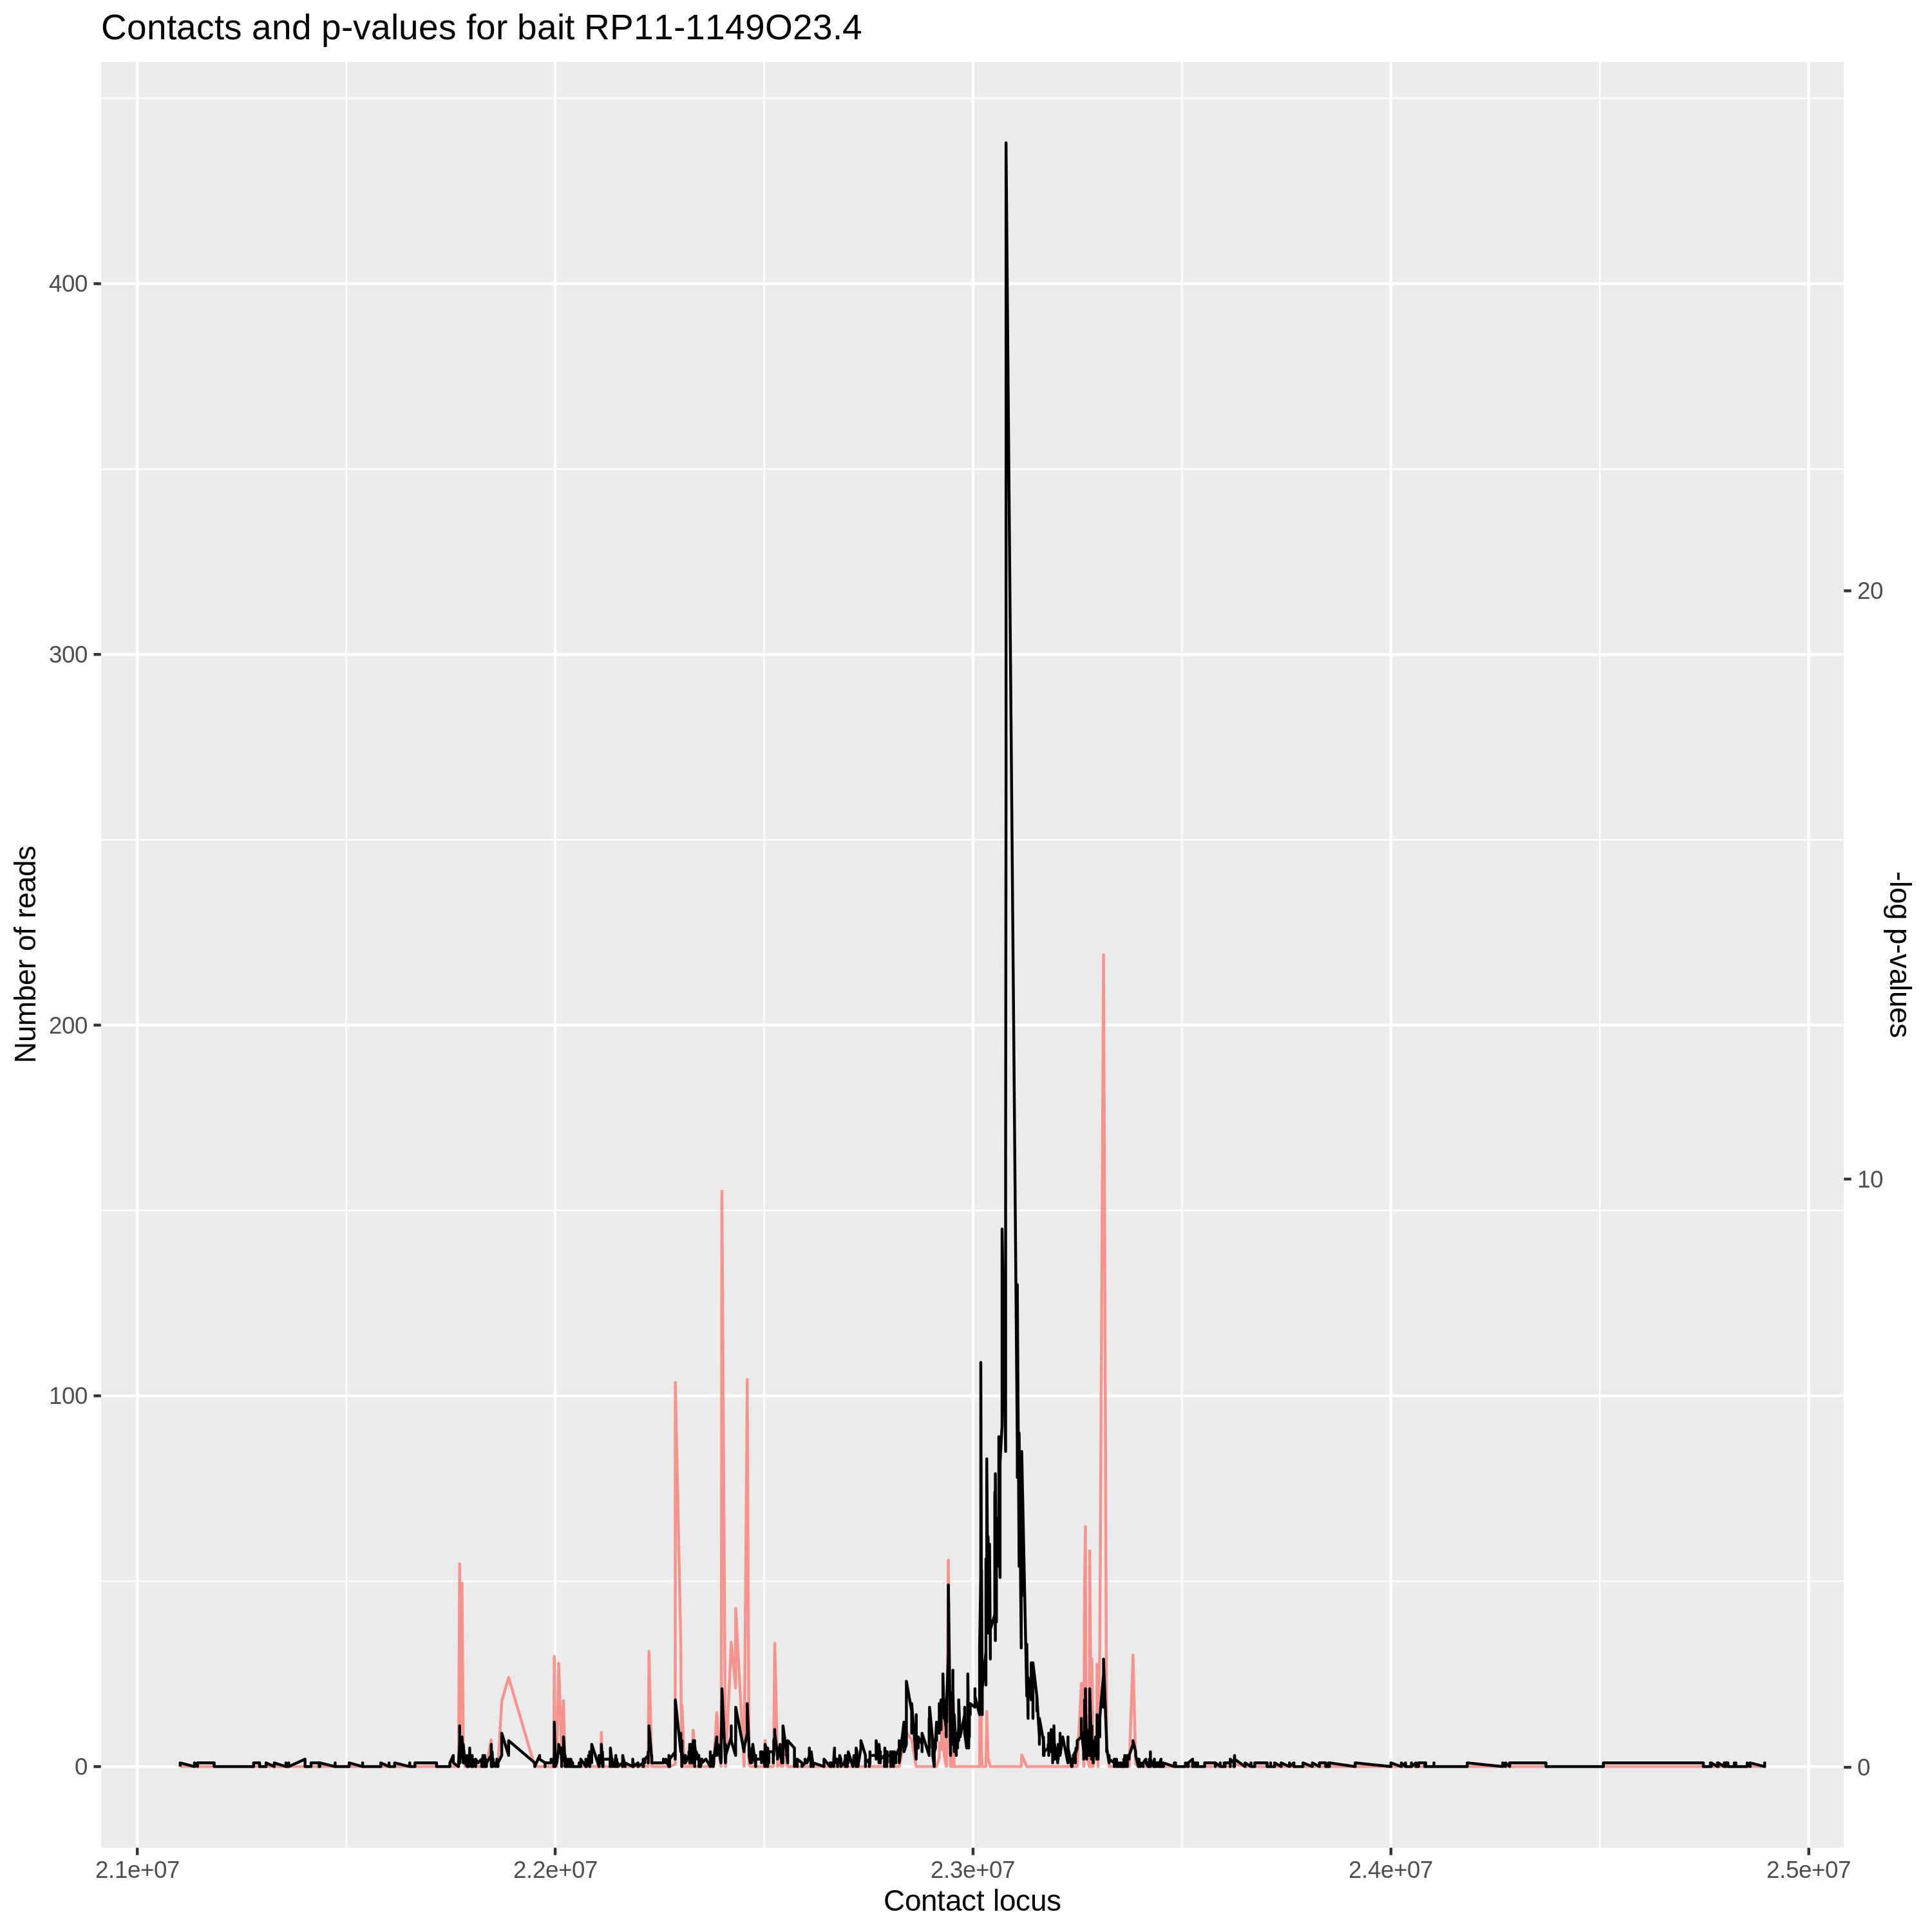 Contacts and p-values for bait RP11-1149O23.4
400
300
200
100
0
Number of reads
20
10
0
-log p-values
2.1e+07
2.2e+07
2.3e+07
2.4e+07
2.5e+07
Contact locus